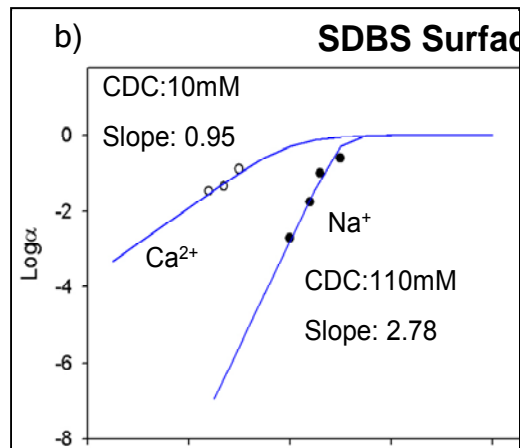 b) SDBS Surfac
CDC:10mM
Slope: 0.95
0
-2
-4
-6
-8
Logα
Ca²⁺
Na⁺
CDC:110mM
Slope: 2.78